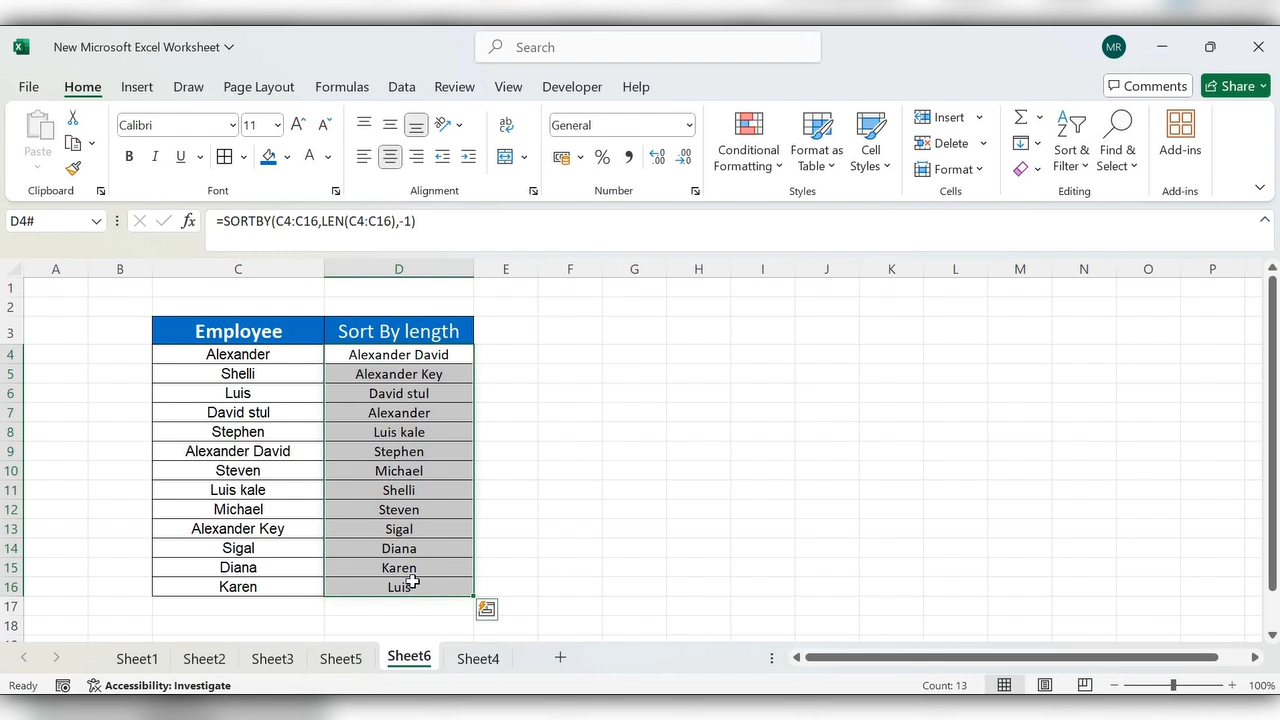 New Microsoft Excel Worksheet
Search
MR
File Home Insert Draw Page Layout Formulas Data Review View Developer Help
Comments Share
Paste
Calibri 11
B I U
General
Conditional Formatting
Format as Table
Cell Styles
Insert
Delete
Format
Sort & Filter
Find & Select
Add-ins
Clipboard Font Alignment Number Styles Cells Editing Add-ins
D4# fx =SORTBY(C4:C16,LEN(C4:C16),-1)
A B C D E F G H I J K L M N O P
1
2
3 Employee Sort By length
4 Alexander Alexander David
5 Shelli Alexander Key
6 Luis David stul
7 David stul Alexander
8 Stephen Luis kale
9 Alexander David Stephen
10 Steven Michael
11 Luis kale Shelli
12 Michael Steven
13 Alexander Key Sigal
14 Sigal Diana
15 Diana Karen
16 Karen Luis
17
18
Sheet1 Sheet2 Sheet3 Sheet5 Sheet6 Sheet4
Ready Accessibility: Investigate Count: 13 100%